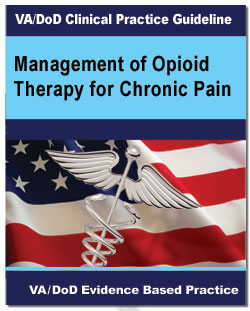 VA/DoD Clinical Practice Guideline
Management of Opioid
Therapy for Chronic Pain
VA/DoD Evidence Based Practice